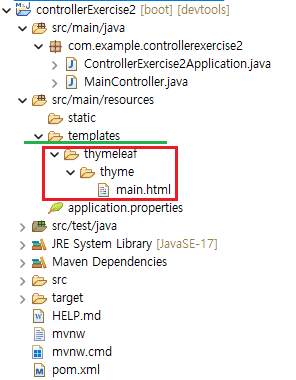 controllerExercise2 [boot] [devtools]
src/main/java
com.example.controllerexercise2
ControllerExercise2Application.java
MainController.java
src/main/resources
static
templates
thymeleaf
thyme
main.html
application.properties
src/test/java
JRE System Library [JavaSE-17]
Maven Dependencies
src
target
HELP.md
mvnw
mvnw.cmd
pom.xml